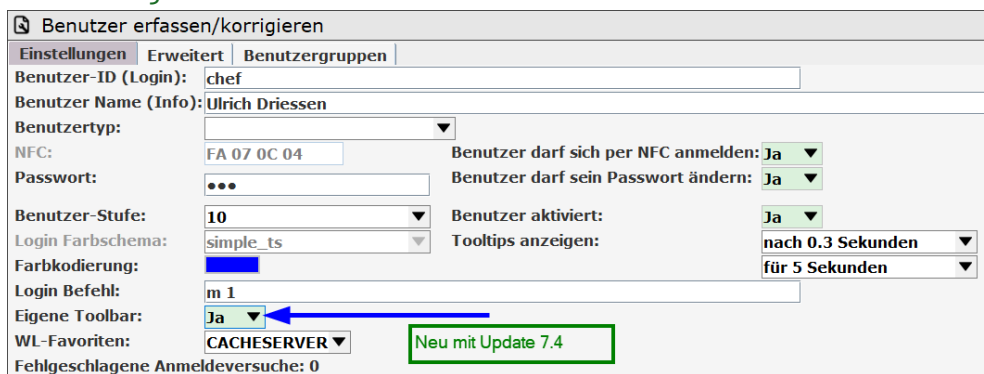 Benutzer erfassen/korrigieren
Einstellungen Erweitert Benutzergruppen
Benutzer-ID (Login): chef
Benutzer Name (Info): Ulrich Driessen
Benutzertyp:
NFC: FA 07 0C 04 Benutzer darf sich per NFC anmelden: Ja
Passwort: ●●● Benutzer darf sein Passwort ändern: Ja
Benutzer-Stufe: 10 Benutzer aktiviert: Ja
Login Farbschema: simple_ts Tooltips anzeigen: nach 0.3 Sekunden
Farbkodierung: für 5 Sekunden
Login Befehl: m 1
Eigene Toolbar: Ja
WL-Favoriten: CACHESERVER Neu mit Update 7.4
Fehlgeschlagene Anmeldeversuche: 0